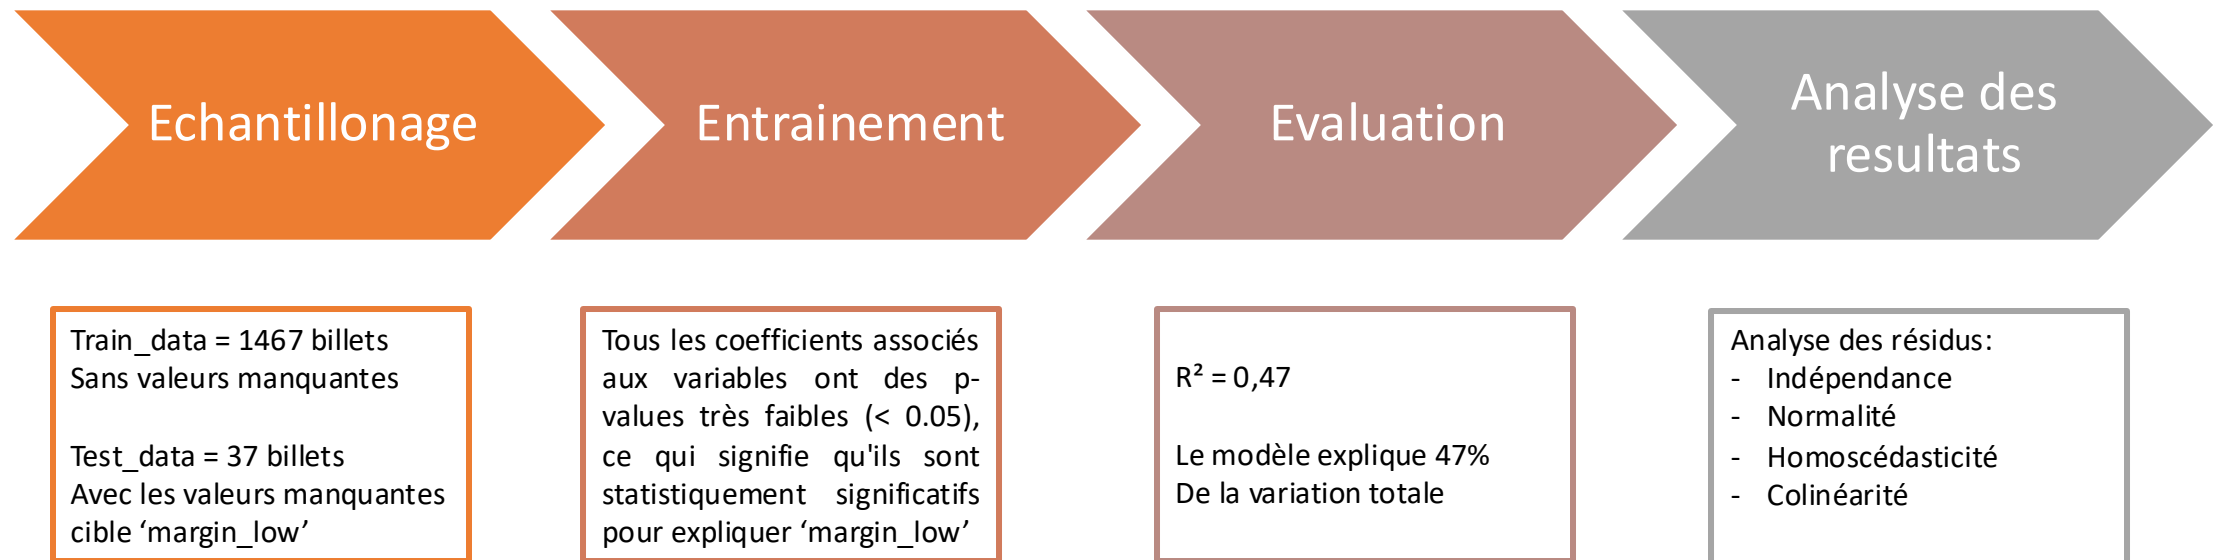 Echantillonage
Entrainement
Evaluation
Analyse des
resultats
Train_data = 1467 billets
Sans valeurs manquantes
Test_data = 37 billets
Avec les valeurs manquantes
cible ‘margin_low’
Tous les coefficients associés
aux variables ont des p-
values très faibles (< 0.05),
ce qui signifie qu'ils sont
statistiquement significatifs
pour expliquer ‘margin_low’
R² = 0,47
Le modèle explique 47%
De la variation totale
Analyse des résidus:
- Indépendance
- Normalité
- Homoscédasticité
- Colinéarité